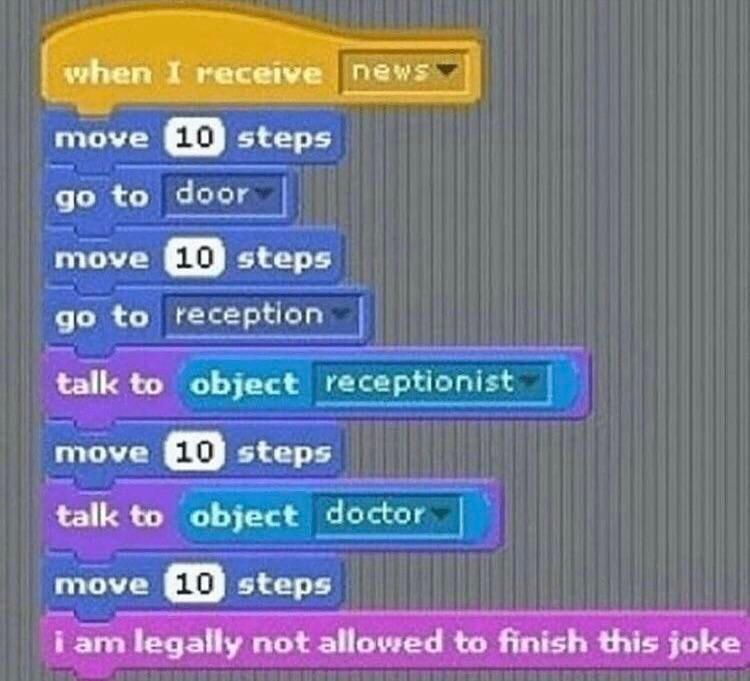 when I receive news
move 10 steps
go to door
move 10 steps
go to reception
talk to object receptionist
move 10 steps
talk to object doctor
move 10 steps
i am legally not allowed to finish this joke